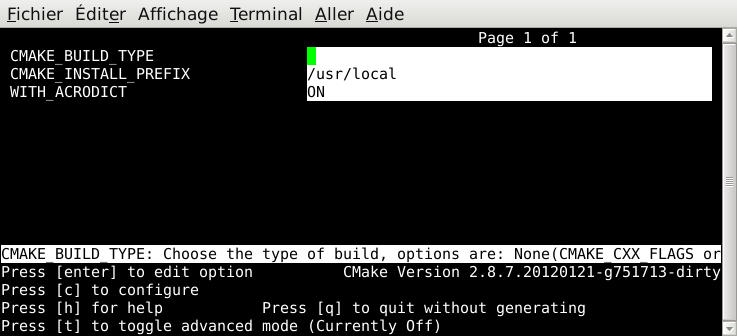 Fichier Éditer Affichage Terminal Aller Aide
Page 1 of 1
CMAKE_BUILD_TYPE
CMAKE_INSTALL_PREFIX /usr/local
WITH_ACRODICT ON
CMAKE_BUILD_TYPE: Choose the type of build, options are: None(CMAKE_CXX_FLAGS or
Press [enter] to edit option CMake Version 2.8.7.20120121-g751713-dirty
Press [c] to configure
Press [h] for help Press [q] to quit without generating
Press [t] to toggle advanced mode (Currently Off)